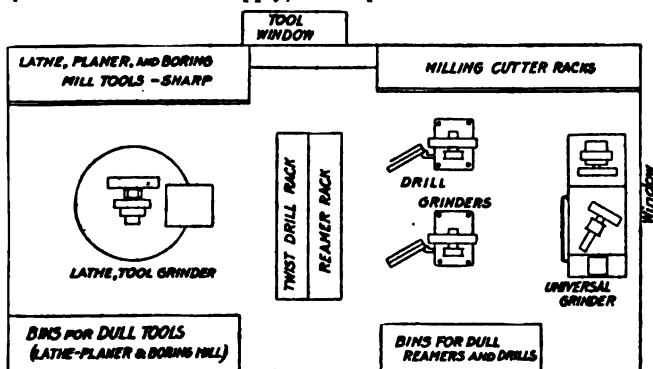 TOOL
WINDOW
LATHE, PLANER, AND BORING
MILL TOOLS - SHARP
MILLING CUTTER RACKS
TWIST DRILL RACK
REAMER RACK
DRILL
GRINDERS
Window
LATHE, TOOL GRINDER
UNIVERSAL
GRINDER
BINS FOR DULL TOOLS
(LATHE-PLANER & BORING MILL)
BINS FOR DULL
REAMERS AND DRILLS